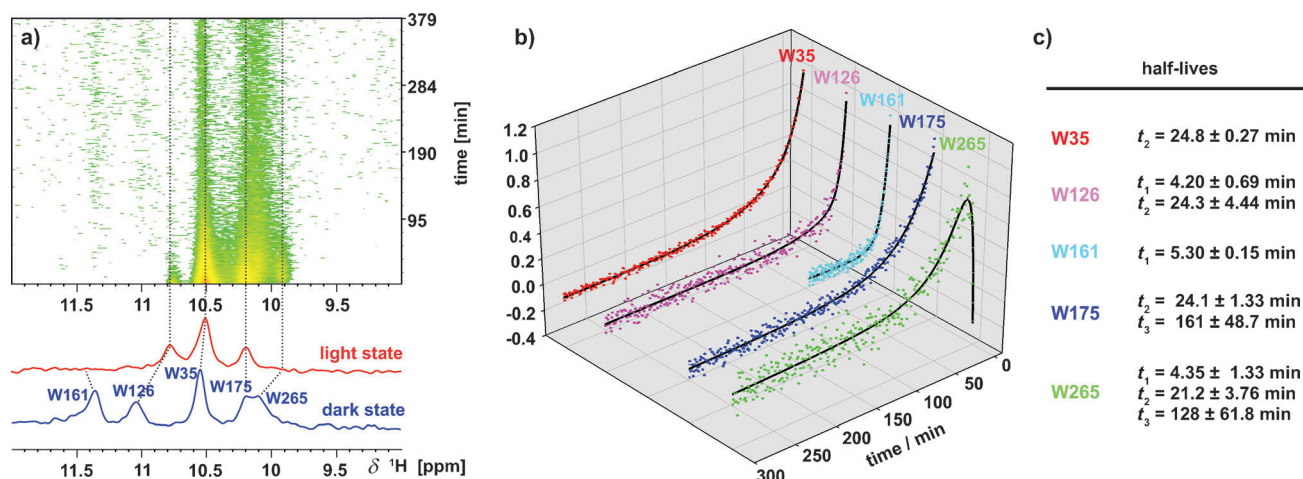 a)
379
284
190
95
time [min]
11.5 11 10.5 10 9.5
light state
W161 W126 W35 W175 W265
dark state
11.5 11 10.5 10 9.5
δ ¹H [ppm]
b)
W35
W126
W161
W175
W265
1.2
1.0
0.8
0.6
0.4
0.2
0.0
-0.2
-0.4
0
50
100
150
200
250
300
time / min
c)
half-lives
W35 t₂ = 24.8 ± 0.27 min
W126 t₁ = 4.20 ± 0.69 min
t₂ = 24.3 ± 4.44 min
W161 t₁ = 5.30 ± 0.15 min
W175 t₂ = 24.1 ± 1.33 min
t₃ = 161 ± 48.7 min
W265 t₁ = 4.35 ± 1.33 min
t₂ = 21.2 ± 3.76 min
t₃ = 128 ± 61.8 min